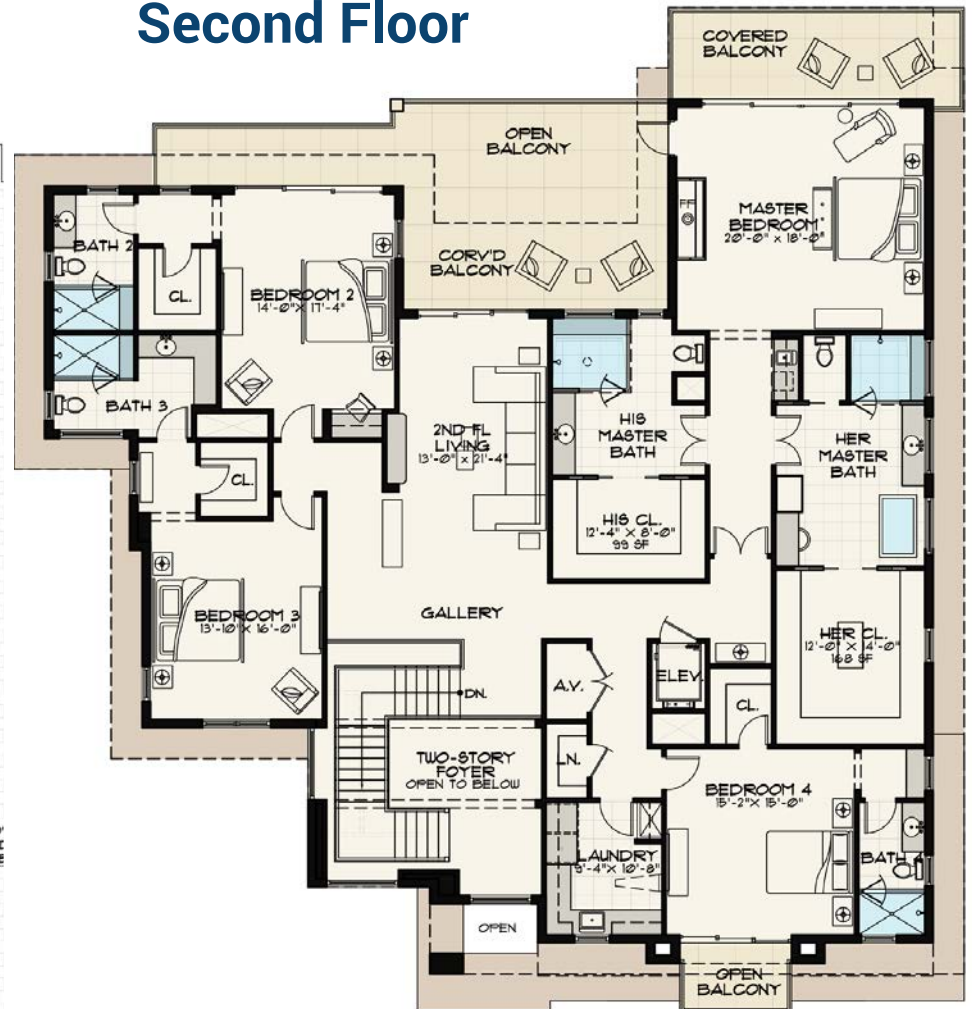 Second Floor
COVERED
BALCONY
OPEN
BALCONY
MASTER
BEDROOM
20'-0" x 18'-0"
CORV'D
BALCONY
BATH 2
CL.
BEDROOM 2
14'-0" X 17'-4"
BATH 3
2ND FL
LIVING
13'-0" x 21'-4"
HIS
MASTER
BATH
HER
MASTER
BATH
CL.
HIS CL.
12'-4" X 8'-0"
99 SF
BEDROOM 3
13'-10" X 16'-0"
GALLERY
HER CL.
12'-0" X 14'-0"
168 SF
A.V.
ELEV.
DN.
CL.
TWO-STORY
FOYER
OPEN TO BELOW
LN.
BEDROOM 4
15'-2" X 15'-0"
LAUNDRY
9'-4" X 10'-8"
BATH 4
OPEN
OPEN
BALCONY